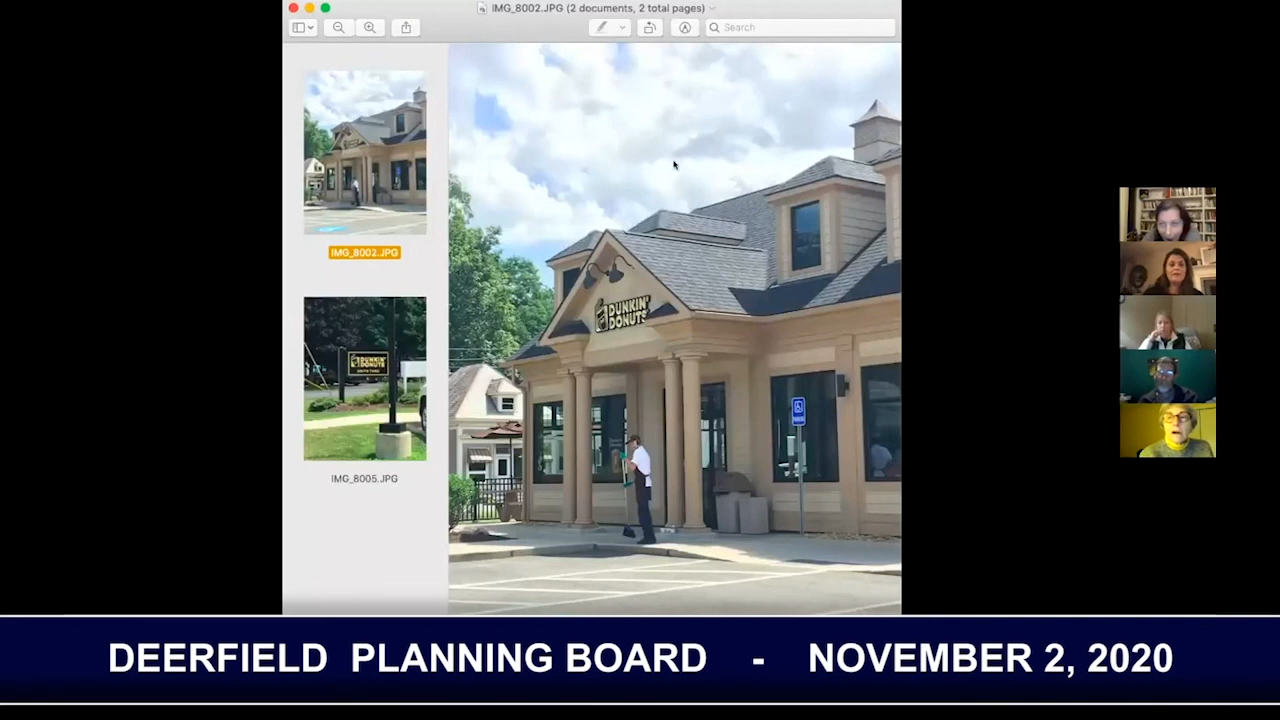 IMG_8002.JPG (2 documents, 2 total pages)
Search
DUNKIN'
DONUTS
IMG_8002.JPG
DUNKIN'
DONUTS
IMG_8005.JPG
DEERFIELD PLANNING BOARD - NOVEMBER 2, 2020